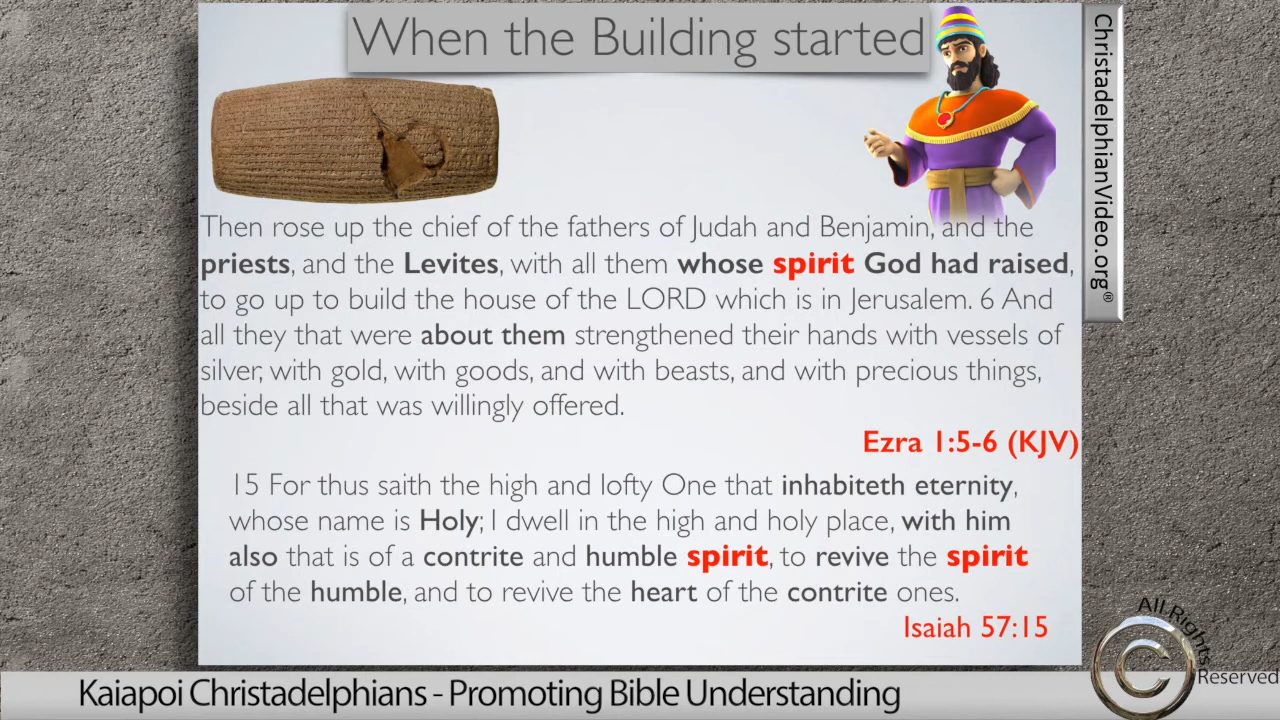 When the Building started
Then rose up the chief of the fathers of Judah and Benjamin, and the
priests, and the Levites, with all them whose spirit God had raised,
to go up to build the house of the LORD which is in Jerusalem. 6 And
all they that were about them strengthened their hands with vessels of
silver, with gold, with goods, and with beasts, and with precious things,
beside all that was willingly offered.
Ezra 1:5-6 (KJV)
15 For thus saith the high and lofty One that inhabiteth eternity,
whose name is Holy; I dwell in the high and holy place, with him
also that is of a contrite and humble spirit, to revive the spirit
of the humble, and to revive the heart of the contrite ones.
Isaiah 57:15
ChristadelphianVideo.org®
All Rights
©
Reserved
Kaiapoi Christadelphians - Promoting Bible Understanding